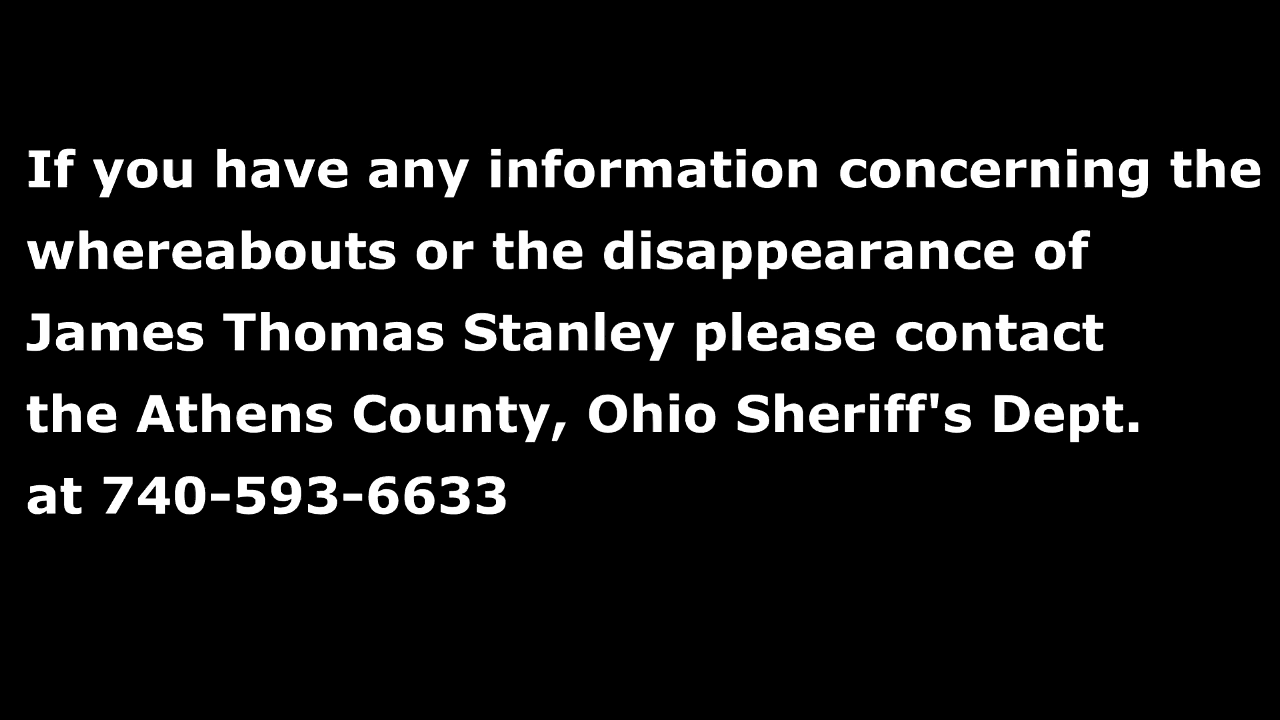 If you have any information concerning the
whereabouts or the disappearance of
James Thomas Stanley please contact
the Athens County, Ohio Sheriff's Dept.
at 740-593-6633